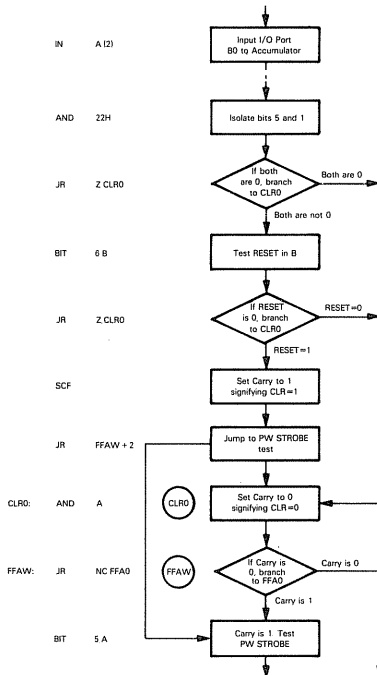 IN A (2)
Input I/O Port
B0 to Accumulator
AND 22H
Isolate bits 5 and 1
If both
are 0, branch
to CLR0
Both are 0
JR Z CLR0
Both are not 0
BIT 6 B
Test RESET in B
If RESET
is 0, branch
to CLR0
RESET=0
JR Z,CLR0
RESET=1
SCF
Set Carry to 1
signifying CLR=1
JR FFAW + 2
Jump to PW STROBE
test
CLR0: AND A
CLR0
Set Carry to 0
signifying CLR=0
FFAW: JR NC FFA0
FFAW
If Carry is
0, branch
to FFA0
Carry is 0
Carry is 1
BIT 5 A
Carry is 1. Test
PW STROBE